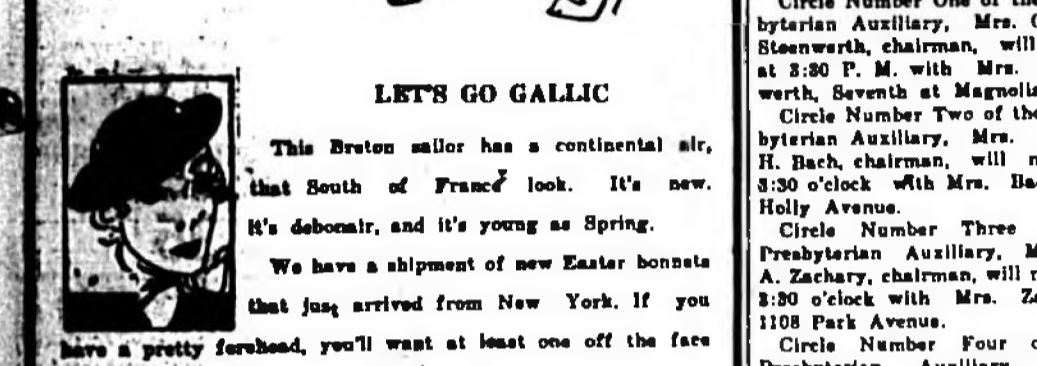 LET'S GO GALLIC
This Breton sailor has a continental air,
that South of France look. It's new.
It's debonair, and it's young as Spring.
We have a shipment of new Easter bonnets
that just arrived from New York. If you
have a pretty forehead, you'll want at least one off the face
Circle Number One of the
byterian Auxiliary, Mrs.
Steenwerth, chairman, will
at 3:30 P. M. with Mrs.
werth, Seventh at Magnolia
Circle Number Two of the
byterian Auxiliary, Mrs.
H. Bach, chairman, will
3:30 o'clock with Mrs. Ba
Holly Avenue.
Circle Number Three
Presbyterian Auxiliary, M
A. Zachary, chairman, will
3:30 o'clock with Mrs. Za
1108 Park Avenue.
Circle Number Four
Presbyterian Auxiliary